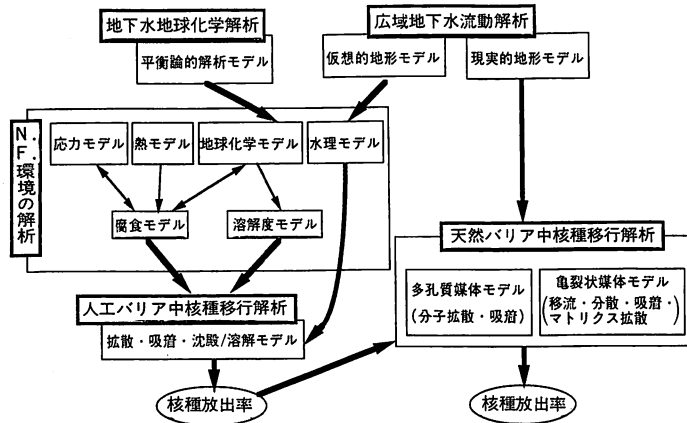 地下水地球化学解析
平衡論的解析モデル
広域地下水流動解析
仮想的地形モデル
現実的地形モデル
N.F.環境の解析
応力モデル
熱モデル
地球化学モデル
水理モデル
腐食モデル
溶解度モデル
人工バリア中核種移行解析
拡散・吸着・沈殿/溶解モデル
核種放出率
天然バリア中核種移行解析
多孔質媒体モデル
(分子拡散・吸着)
亀裂状媒体モデル
(移流・分散・吸着・
マトリクス拡散)
核種放出率